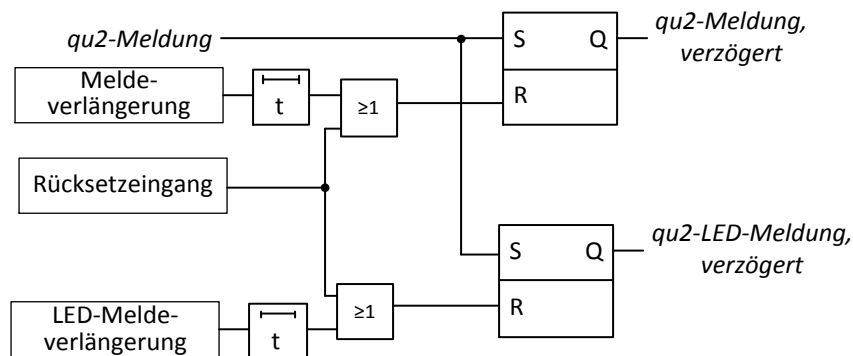 qu2-Meldung
S
Q
qu2-Meldung,
verzögert
Melde-
verlängerung
t
≥1
R
Rücksetzeingang
S
Q
qu2-LED-Meldung,
verzögert
LED-Melde-
verlängerung
t
≥1
R